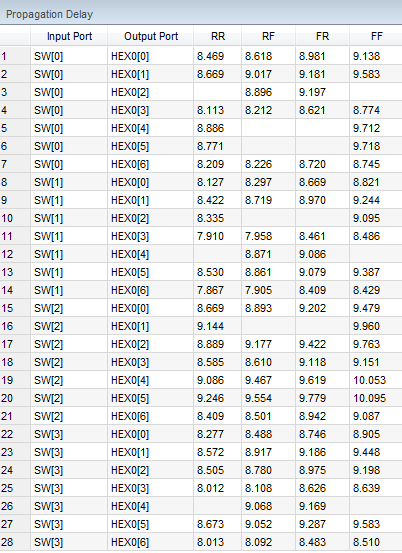 Propagation Delay
Input Port Output Port RR RF FR FF
1 SW[0] HEX0[0] 8.469 8.618 8.981 9.138
2 SW[0] HEX0[1] 8.669 9.017 9.181 9.583
3 SW[0] HEX0[2] 8.896 9.197
4 SW[0] HEX0[3] 8.113 8.212 8.621 8.774
5 SW[0] HEX0[4] 8.886 9.712
6 SW[0] HEX0[5] 8.771 9.718
7 SW[0] HEX0[6] 8.209 8.226 8.720 8.745
8 SW[1] HEX0[0] 8.127 8.297 8.669 8.821
9 SW[1] HEX0[1] 8.422 8.719 8.970 9.244
10 SW[1] HEX0[2] 8.335 9.095
11 SW[1] HEX0[3] 7.910 7.958 8.461 8.486
12 SW[1] HEX0[4] 8.871 9.086
13 SW[1] HEX0[5] 8.530 8.861 9.079 9.387
14 SW[1] HEX0[6] 7.867 7.905 8.409 8.429
15 SW[2] HEX0[0] 8.669 8.893 9.202 9.479
16 SW[2] HEX0[1] 9.144 9.960
17 SW[2] HEX0[2] 8.889 9.177 9.422 9.763
18 SW[2] HEX0[3] 8.585 8.610 9.118 9.151
19 SW[2] HEX0[4] 9.086 9.467 9.619 10.053
20 SW[2] HEX0[5] 9.246 9.554 9.779 10.095
21 SW[2] HEX0[6] 8.409 8.501 8.942 9.087
22 SW[3] HEX0[0] 8.277 8.488 8.746 8.905
23 SW[3] HEX0[1] 8.572 8.917 9.186 9.448
24 SW[3] HEX0[2] 8.505 8.780 8.975 9.198
25 SW[3] HEX0[3] 8.012 8.108 8.626 8.639
26 SW[3] HEX0[4] 9.068 9.169
27 SW[3] HEX0[5] 8.673 9.052 9.287 9.583
28 SW[3] HEX0[6] 8.013 8.092 8.483 8.510